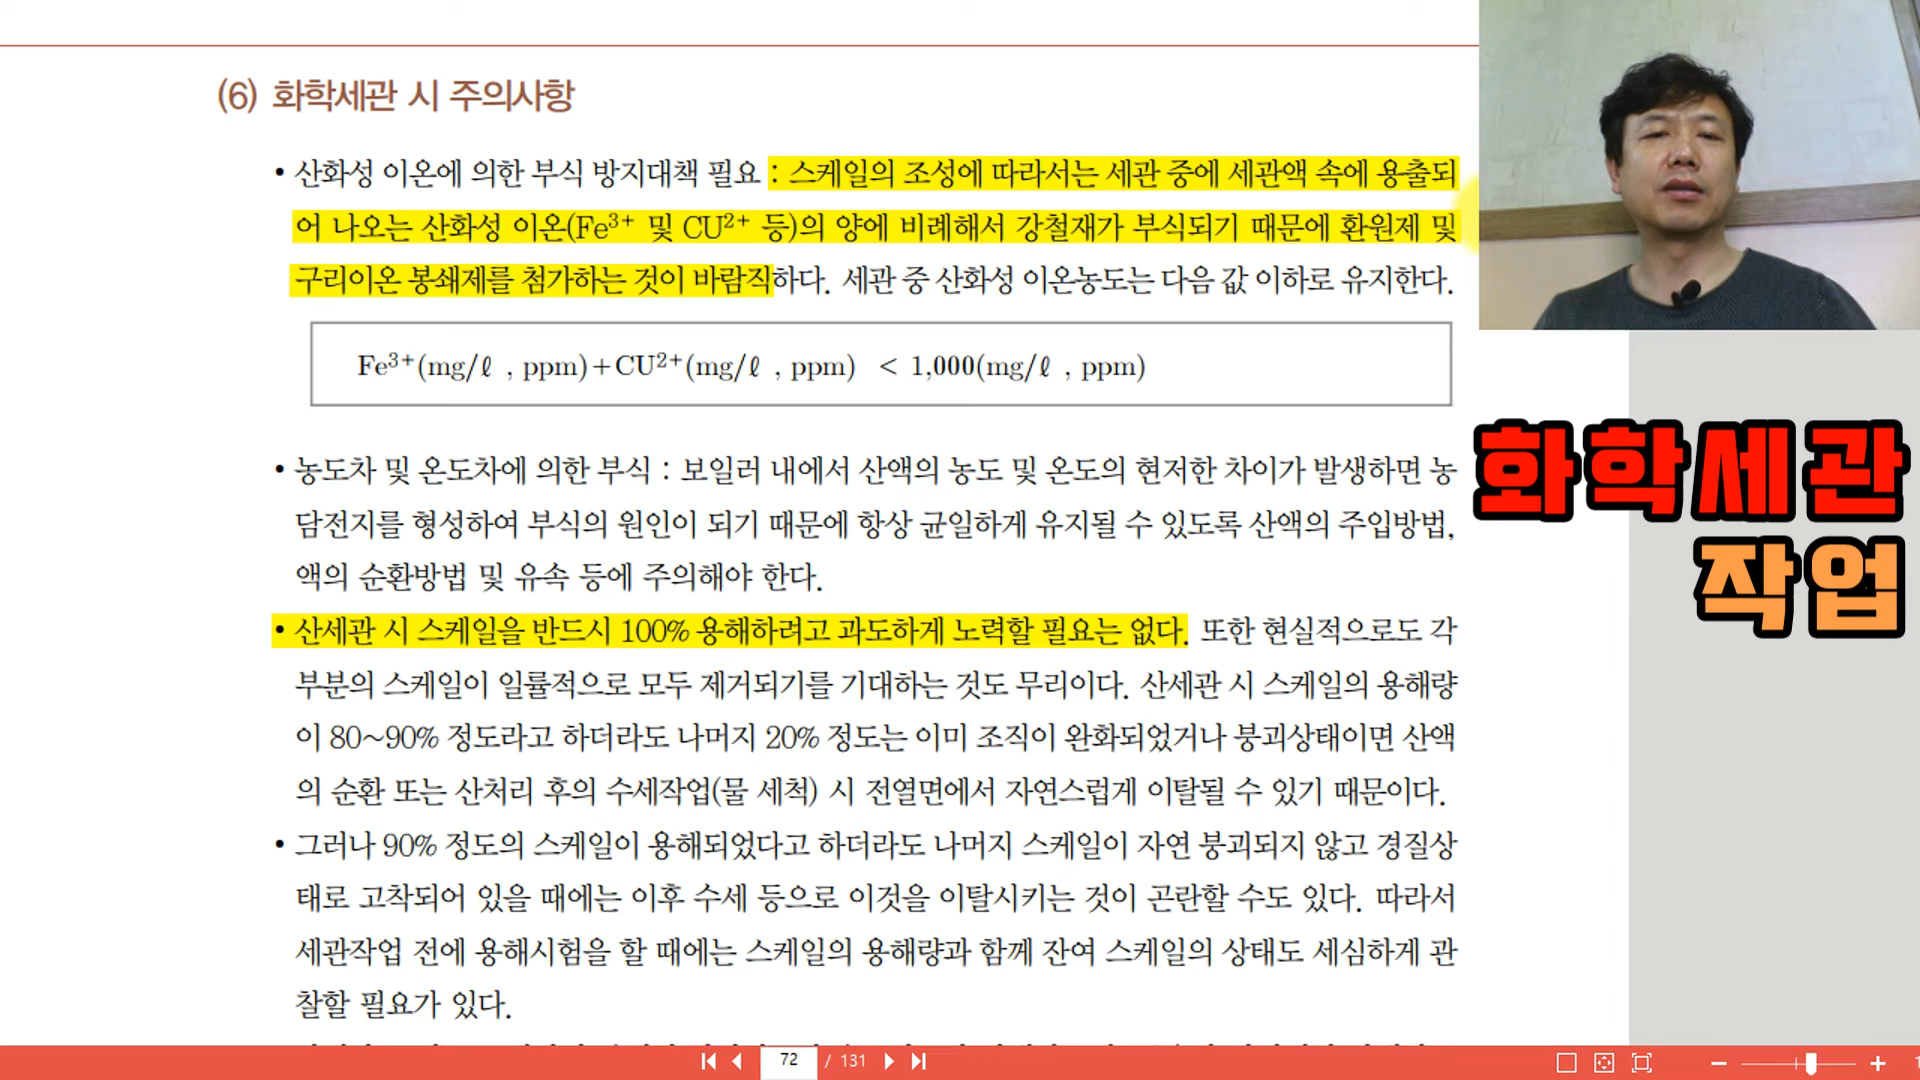 (6) 화학세관 시 주의사항
• 산화성 이온에 의한 부식 방지대책 필요 : 스케일의 조성에 따라서는 세관 중에 세관액 속에 용출되
어 나오는 산화성 이온(Fe³⁺ 및 CU²⁺ 등)의 양에 비례해서 강철재가 부식되기 때문에 환원제 및
구리이온 봉쇄제를 첨가하는 것이 바람직하다. 세관 중 산화성 이온농도는 다음 값 이하로 유지한다.
Fe³⁺(mg/ℓ , ppm)+CU²⁺(mg/ℓ , ppm) < 1,000(mg/ℓ , ppm)
• 농도차 및 온도차에 의한 부식 : 보일러 내에서 산액의 농도 및 온도의 현저한 차이가 발생하면 농
담전지를 형성하여 부식의 원인이 되기 때문에 항상 균일하게 유지될 수 있도록 산액의 주입방법,
액의 순환방법 및 유속 등에 주의해야 한다.
• 산세관 시 스케일을 반드시 100% 용해하려고 과도하게 노력할 필요는 없다. 또한 현실적으로도 각
부분의 스케일이 일률적으로 모두 제거되기를 기대하는 것도 무리이다. 산세관 시 스케일의 용해량
이 80~90% 정도라고 하더라도 나머지 20% 정도는 이미 조직이 완화되었거나 붕괴상태이면 산액
의 순환 또는 산처리 후의 수세작업(물 세척) 시 전열면에서 자연스럽게 이탈될 수 있기 때문이다.
• 그러나 90% 정도의 스케일이 용해되었다고 하더라도 나머지 스케일이 자연 붕괴되지 않고 경질상
태로 고착되어 있을 때에는 이후 수세 등으로 이것을 이탈시키는 것이 곤란할 수도 있다. 따라서
세관작업 전에 용해시험을 할 때에는 스케일의 용해량과 함께 잔여 스케일의 상태도 세심하게 관
찰할 필요가 있다.
화학세관
작업
72 / 131